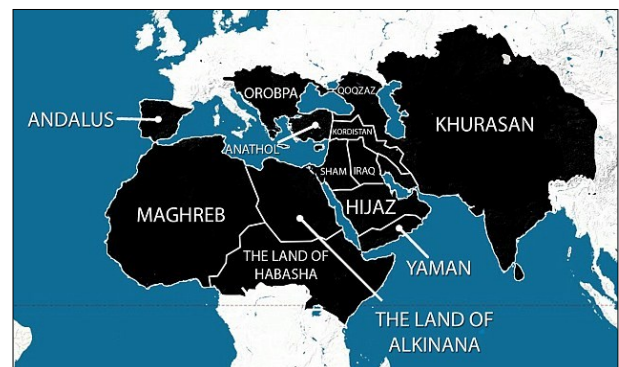 OROBPA
QOQZAZ
ANDALUS
KHURASAN
ANATHOL
KORDISTAN
SHAM
IRAQ
MAGHREB
HIJAZ
THE LAND OF
HABASHA
YAMAN
THE LAND OF
ALKINANA